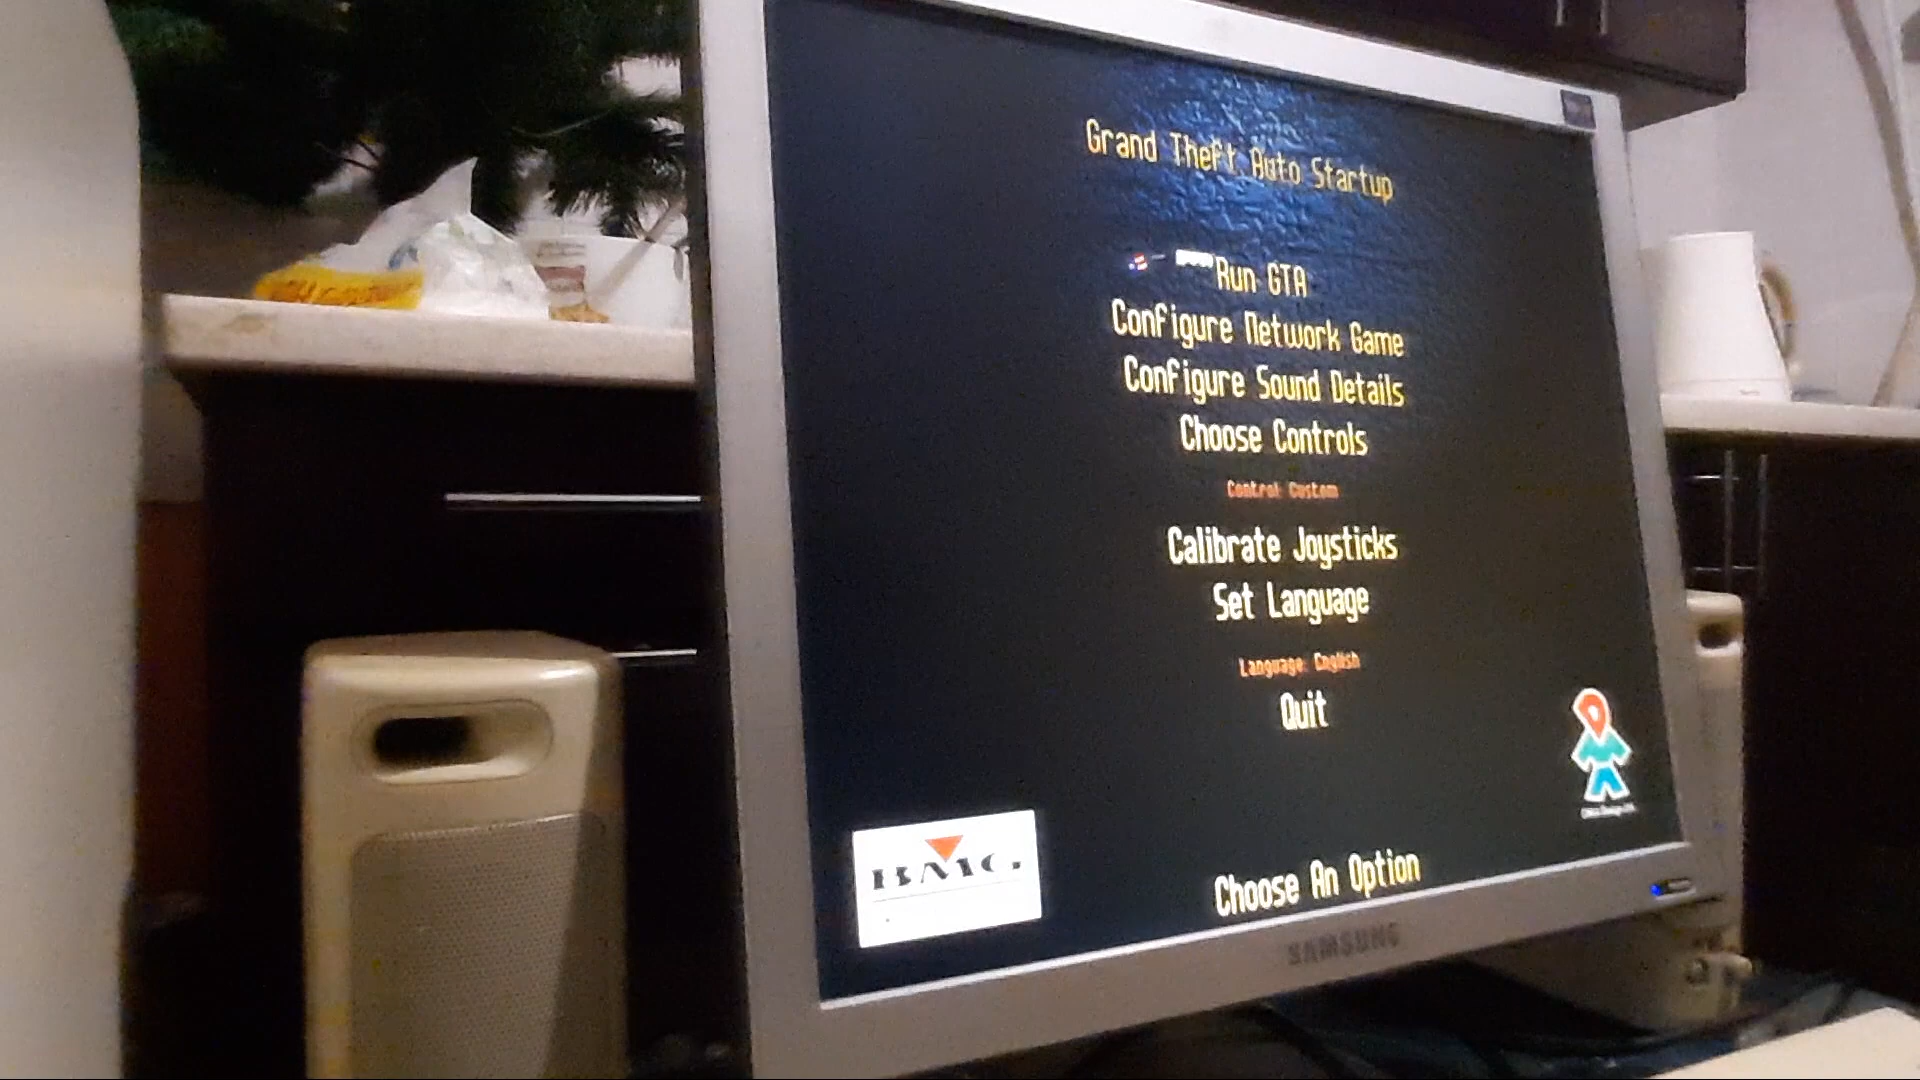 Grand Theft Auto Startup
Run GTA
Configure Network Game
Configure Sound Details
Choose Controls
Control: Custom
Calibrate Joysticks
Set Language
Language: English
Quit
BMG
Choose An Option
SAMSUNG